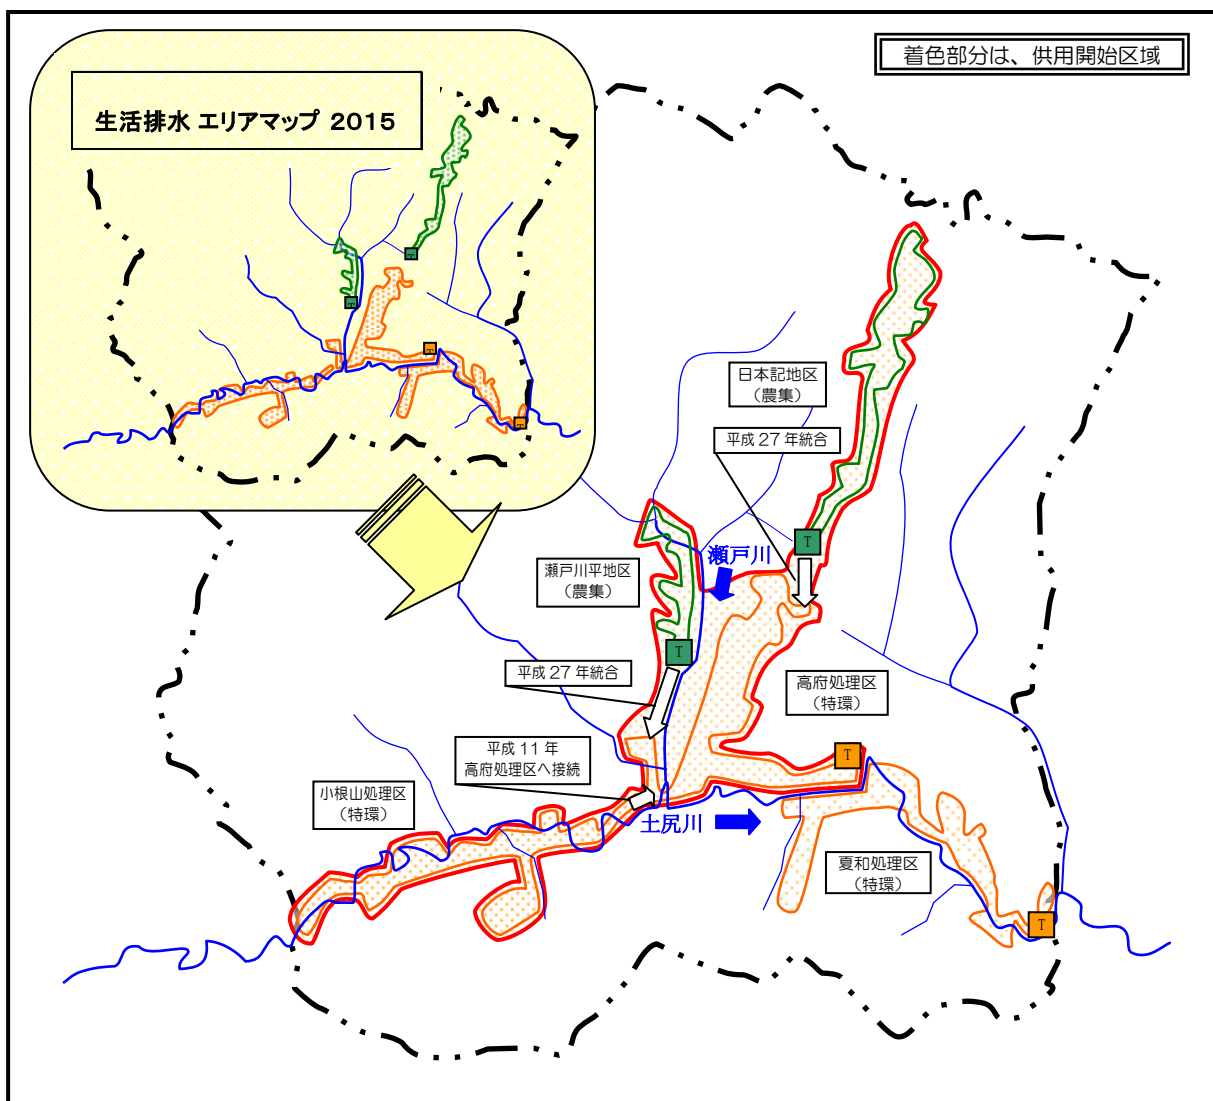 着色部分は、供用開始区域
生活排水 エリアマップ 2015
日本記地区
（農集）
平成 27 年統合
瀬戸川
瀬戸川平地区
（農集）
T
T
平成 27 年統合
高府処理区
（特環）
平成 11 年
高府処理区へ接続
T
小根山処理区
（特環）
土尻川
夏和処理区
（特環）
T
T
T
T
T